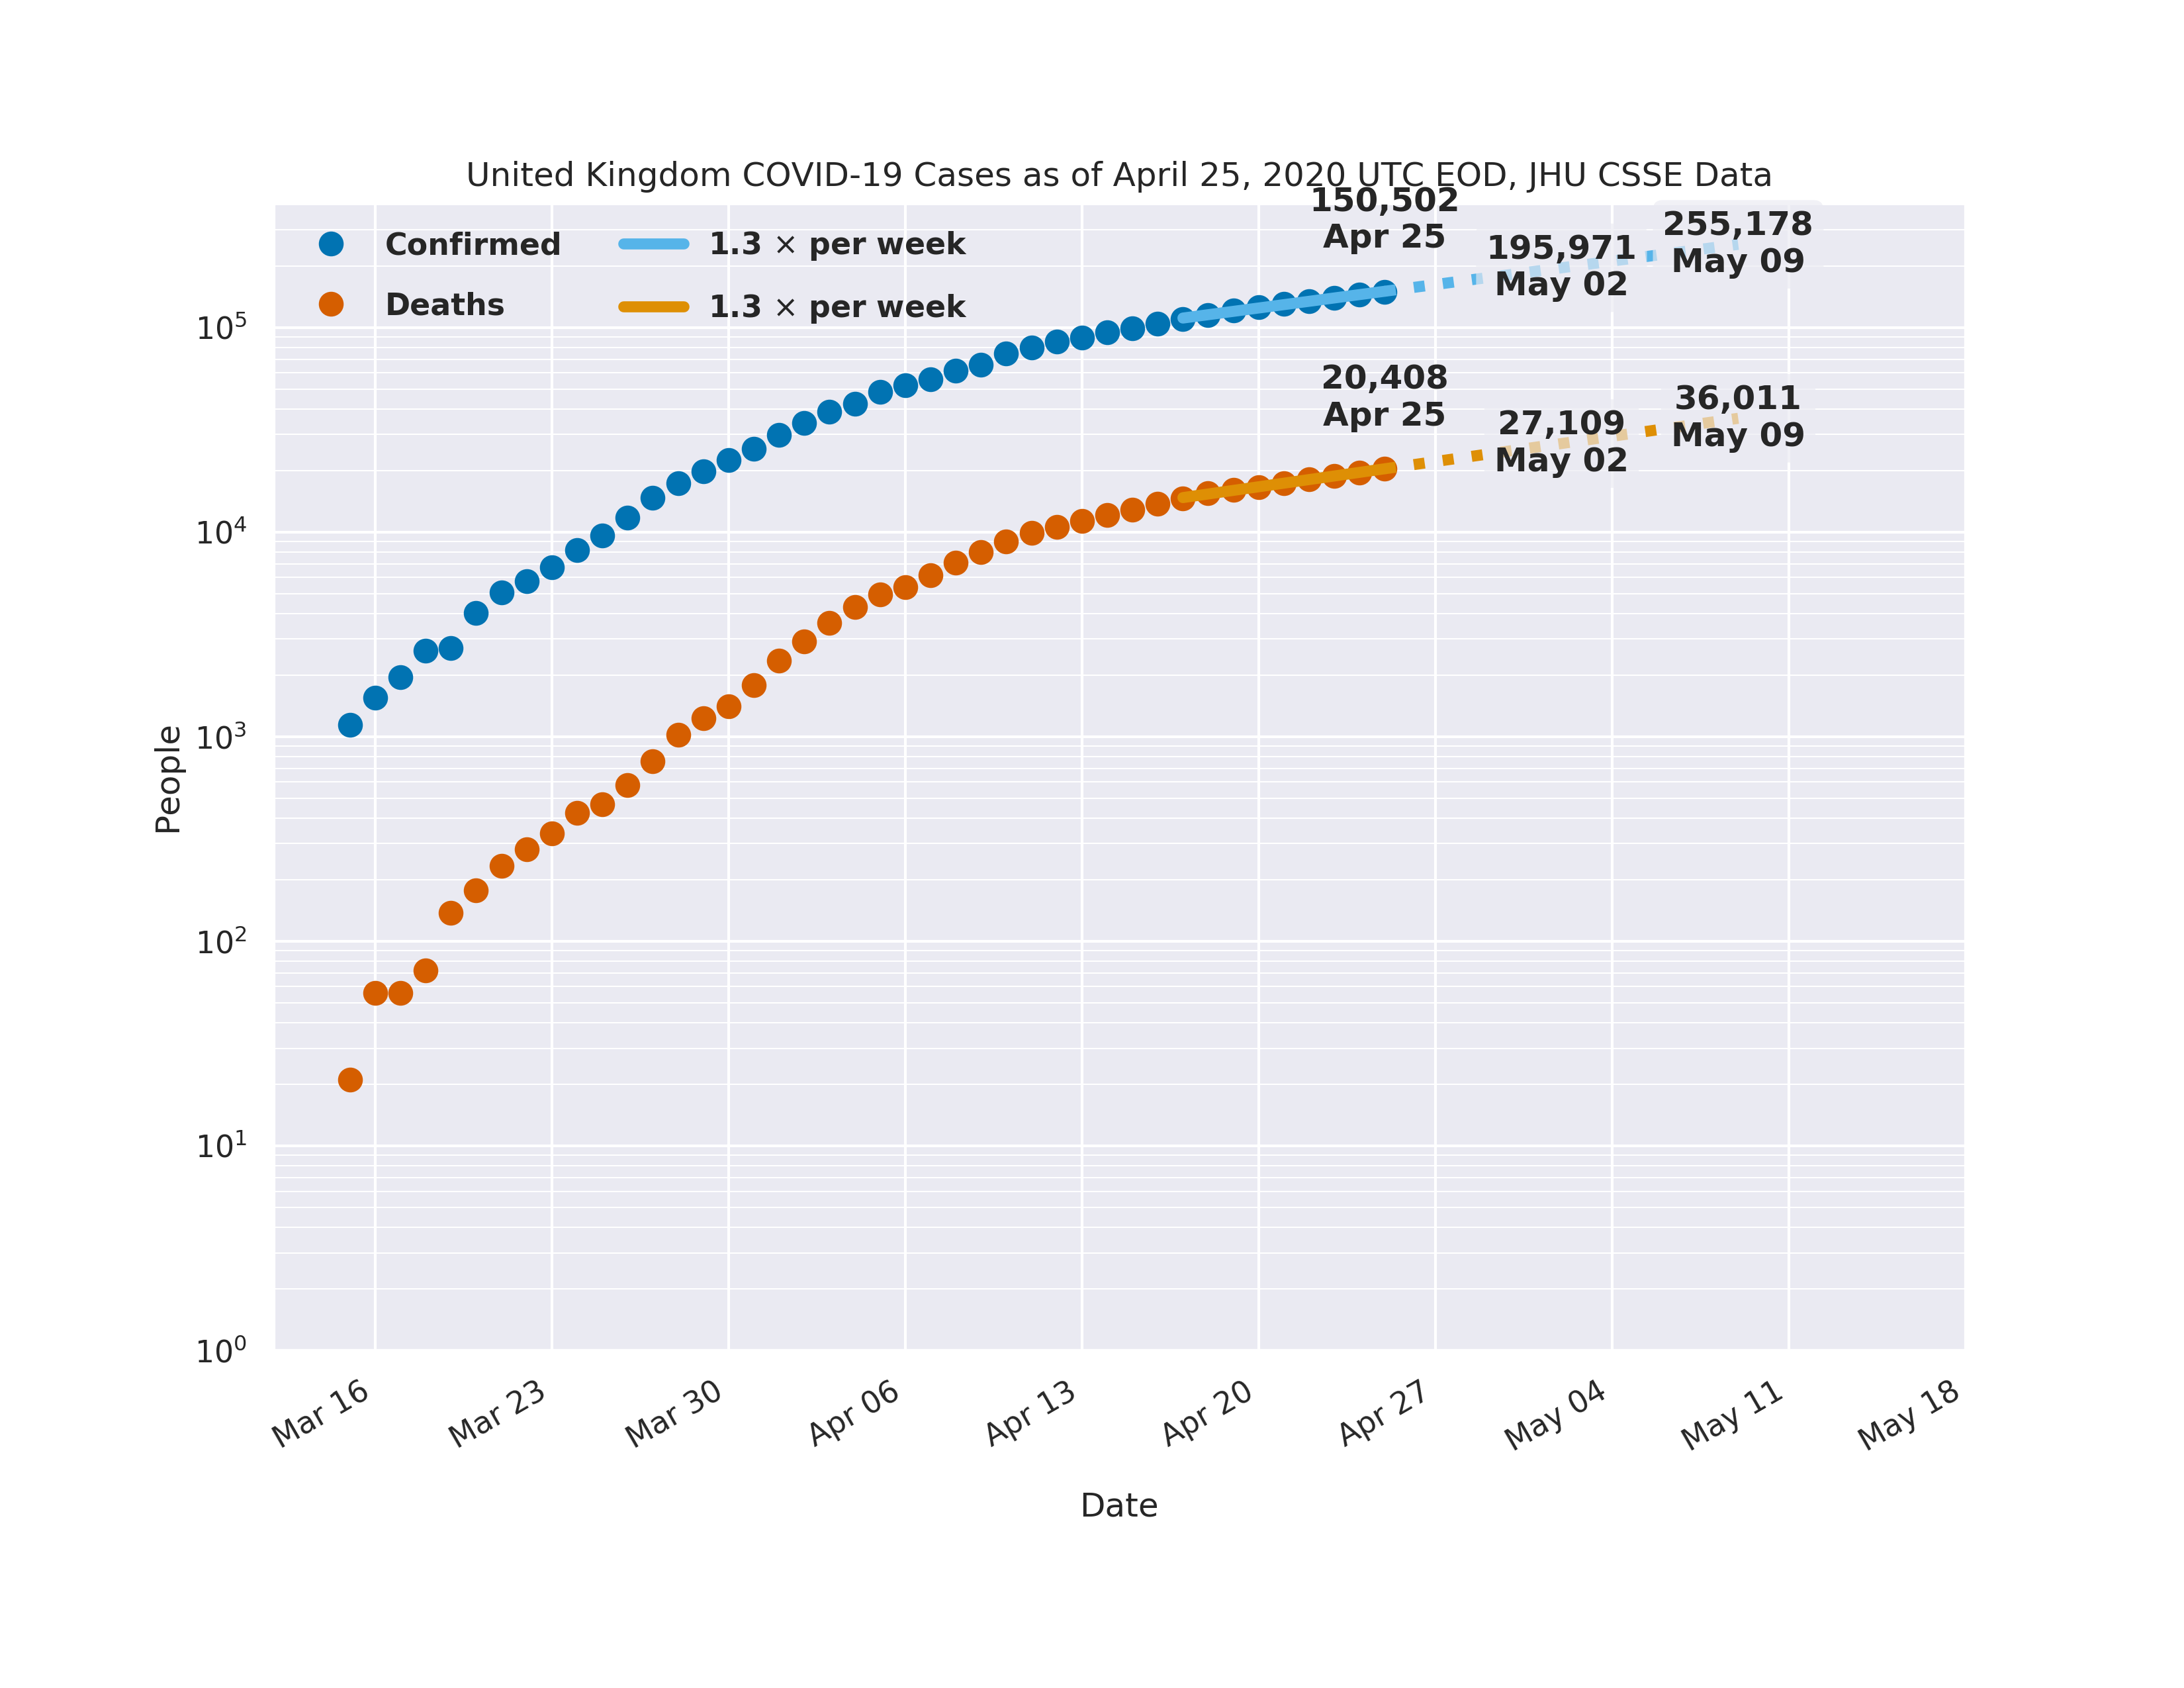 United Kingdom COVID-19 Cases as of April 25, 2020 UTC EOD, JHU CSSE Data
Confirmed
Deaths
1.3 × per week
1.3 × per week
150,502
Apr 25
195,971
May 02
255,178
May 09
20,408
Apr 25
27,109
May 02
36,011
May 09
People
10⁵
10⁴
10³
10²
10¹
10⁰
Mar 16
Mar 23
Mar 30
Apr 06
Apr 13
Apr 20
Apr 27
May 04
May 11
May 18
Date